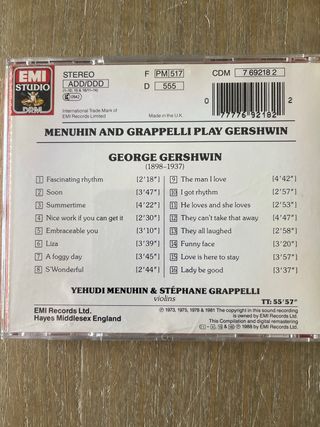 EMI
STUDIO
DRM
STEREO
ADD/DDD
International Trade Mark of
EMI Records Limited
F PM 517
D 555
Made in the U.K.
CDM 7 69218 2
0 77776 92182 2
MENUHIN AND GRAPPELLI PLAY GERSHWIN
GEORGE GERSHWIN
(1898-1937)
1 Fascinating rhythm (2'18")
2 Soon (3'47")
3 Summertime (4'22")
4 Nice work if you can get it (2'30)
5 Embraceable you (3'10)
6 Liza (3'39)
7 A foggy day (3'45)
8 S'Wonderful (2'44)
9 The man I love (4'42")
10 I got rhythm (2'57)
11 He loves and she loves (2'53)
12 They can't take that away (4'47)
13 They all laughed (2'58)
14 Funny face (3'20)
15 Love is here to stay (3'57)
16 Lady be good (3'37)
YEHUDI MENUHIN & STÉPHANE GRAPPELLI
violins
TT: 55'57"
EMI Records Ltd.
Hayes Middlesex England
℗ 1973, 1975, 1978 & 1981 The copyright in this sound recording
is owned by EMI Records Ltd.
This Compilation and digital remastering
© 1988 by EMI Records Ltd.